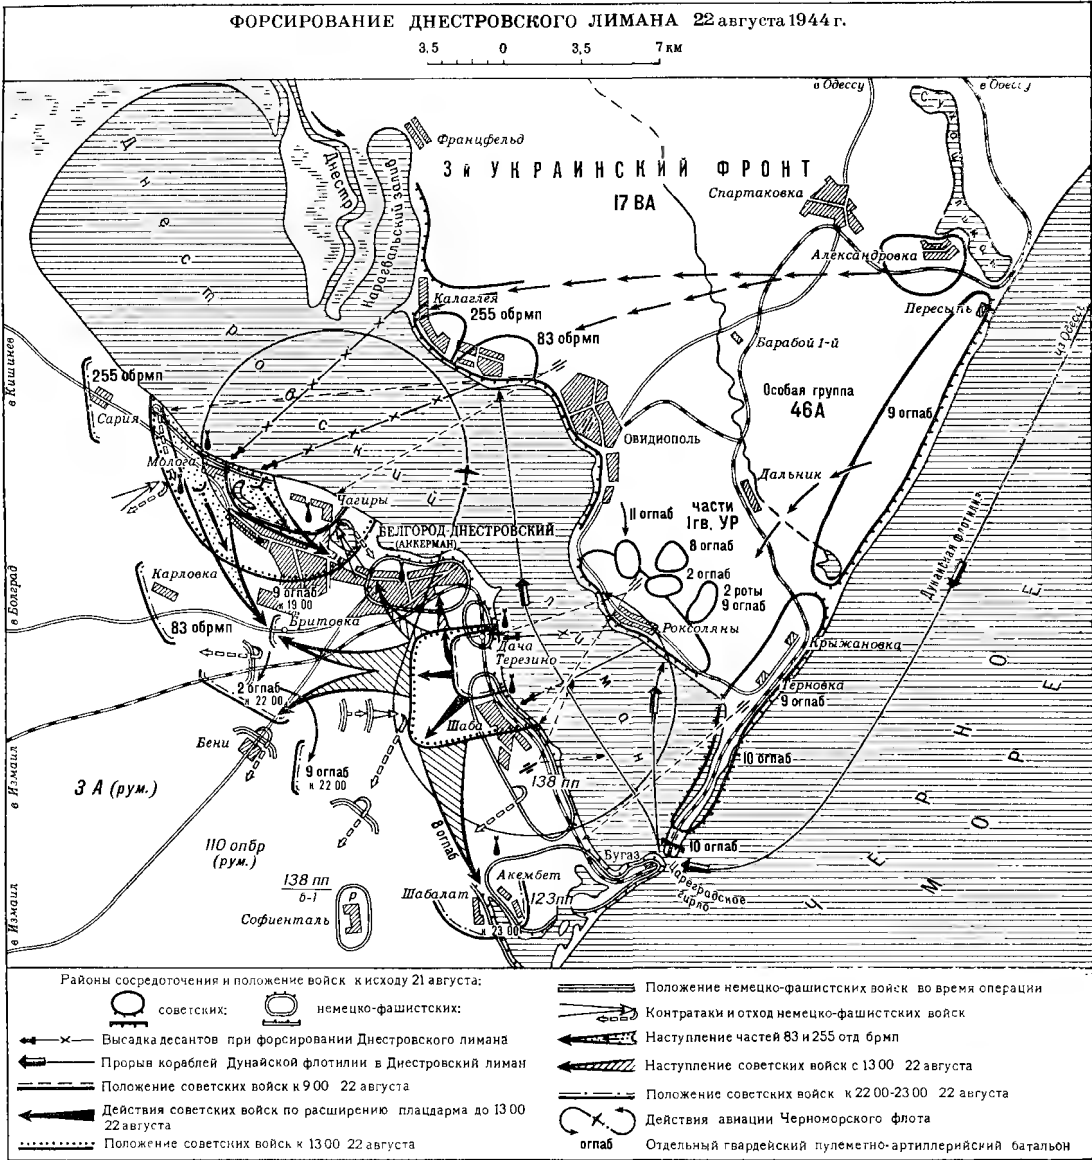 ФОРСИРОВАНИЕ ДНЕСТРОВСКОГО ЛИМАНА 22 августа 1944 г.
3,5 0 3,5 7 км
в Одессу
в Одессу
Францфельд
3й УКРАИНСКИЙ ФРОНТ
17 ВА
Спартаковка
Днестр
Карагвальский залив
Александровка
Калаглея
255 обрмп
83 обрмп
Пересыпь
из Одессы
Барабой 1-й
в Кишинев
255 обрмп
Сария
Особая группа
46А
9 огпаб
Овидиополь
Молога
Чагиры
Дальник
БЕЛГОРОД-ДНЕСТРОВСКИЙ
(АККЕРМАН)
11 огпаб
части
1гв. УР
8 огпаб
2 огпаб
2 роты
9 огпаб
Дунайская флотилия
Карловка
в Болград
9 огпаб
к 19 00
Бритовка
83 обрмп
Дача
Терезино
Роксоляны
Крыжановка
Терновка
9 огпаб
2 огпаб
к 22 00
Шаба
Бени
9 огпаб
к 22 00
138 пп
10 огпаб
в Измаил
3 А (рум.)
110 опбр
(рум.)
8 огпаб
10 огпаб
Бугаз
Цареградское
гирло
Акембет
123пп
138 пп
б-1
Р
Софиенталь
Шабалат
к 23 00
в Измаил
Днестровский
лиман
ЧЕРНОЕ
МОРЕ
Районы сосредоточения и положение войск к исходу 21 августа:
советских:
немецко-фашистских:
Высадка десантов при форсировании Днестровского лимана
Прорыв кораблей Дунайской флотилии в Днестровский лиман
Положение советских войск к 9 00 22 августа
Действия советских войск по расширению плацдарма до 13 00
22 августа
Положение советских войск к 13 00 22 августа
Положение немецко-фашистских войск во время операции
Контратаки и отход немецко-фашистских войск
Наступление частей 83 и 255 отд брмп
Наступление советских войск с 13 00 22 августа
Положение советских войск к 22 00-23 00 22 августа
Действия авиации Черноморского флота
огпаб Отдельный гвардейский пулеметно-артиллерийский батальон